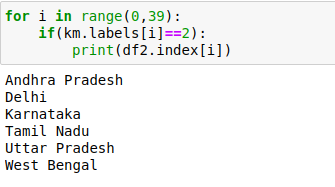 for i in range(0,39):
    if(km.labels[i]==2):
        print(df2.index[i])
Andhra Pradesh
Delhi
Karnataka
Tamil Nadu
Uttar Pradesh
West Bengal